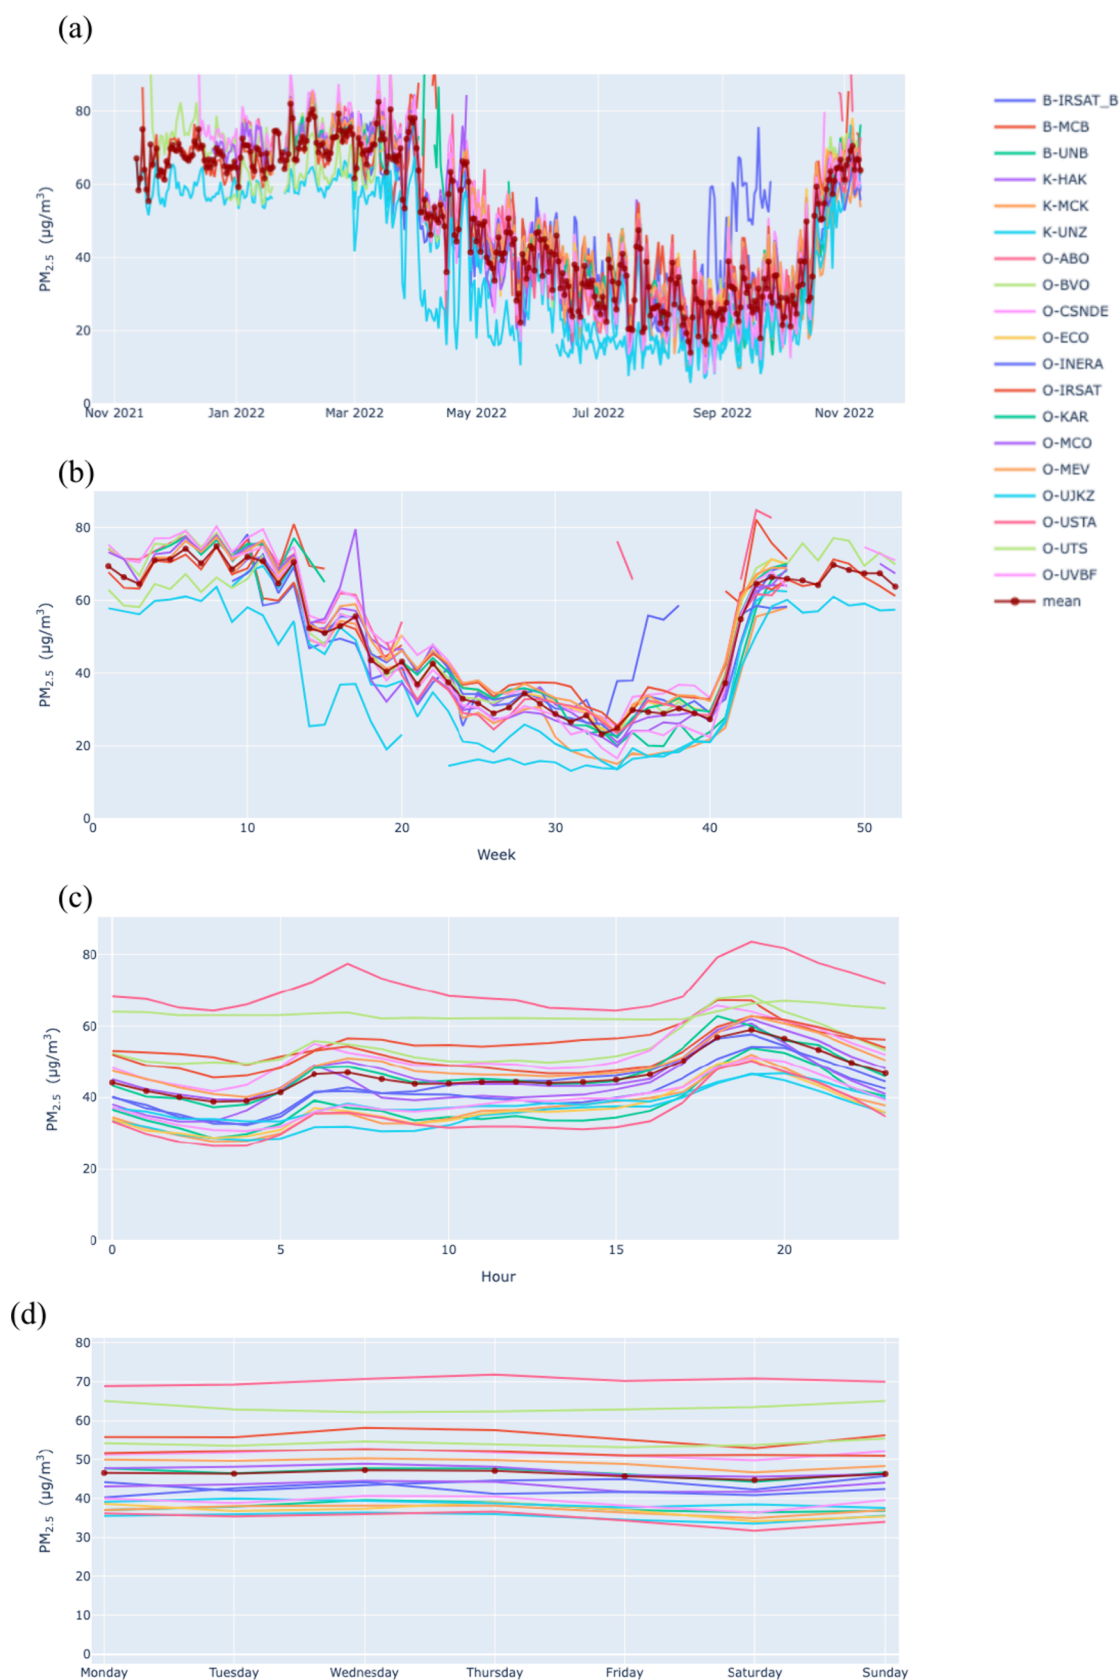 (a)
80
60
40
20
0
PM2.5 (μg/m³)
Nov 2021 Jan 2022 Mar 2022 May 2022 Jul 2022 Sep 2022 Nov 2022
B-IRSAT_B
B-MCB
B-UNB
K-HAK
K-MCK
K-UNZ
O-ABO
O-BVO
O-CSNDE
O-ECO
O-INERA
O-IRSAT
O-KAR
O-MCO
O-MEV
O-UJKZ
O-USTA
O-UTS
O-UVBF
mean
(b)
80
60
40
20
0
PM2.5 (μg/m³)
0 10 20 30 40 50
Week
(c)
80
60
40
20
0
PM2.5 (μg/m³)
0 5 10 15 20
Hour
(d)
80
70
60
50
40
30
20
10
0
PM2.5 (μg/m³)
Monday Tuesday Wednesday Thursday Friday Saturday Sunday